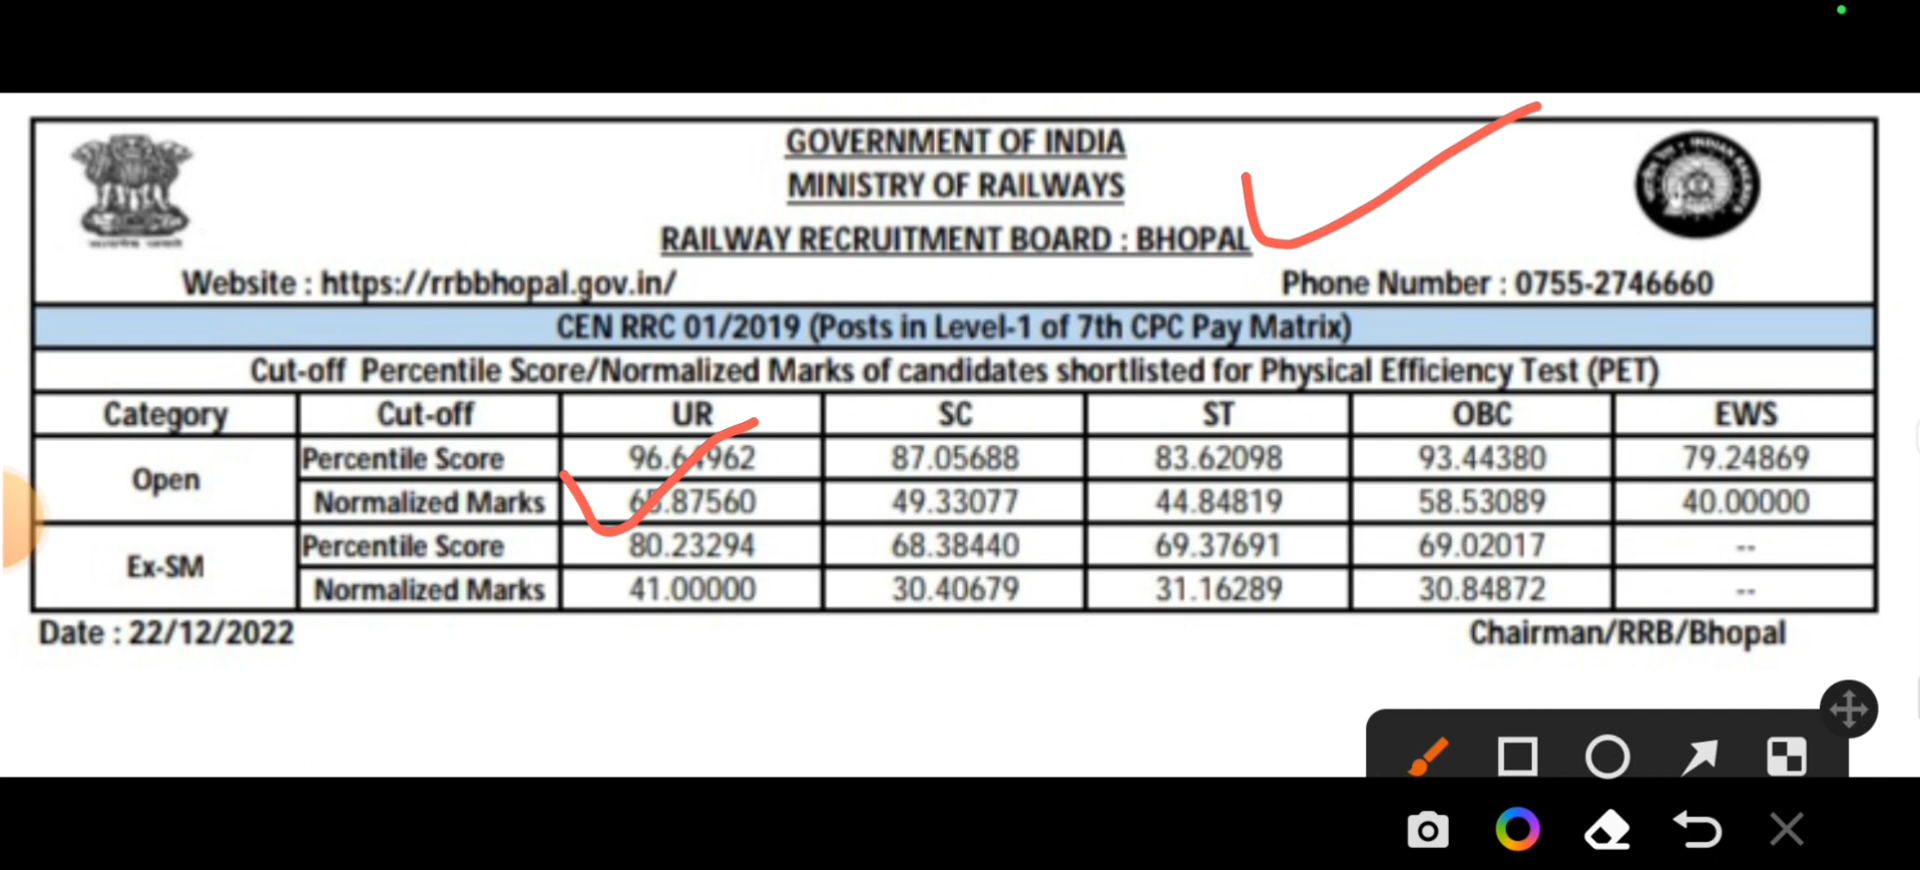 GOVERNMENT OF INDIA
MINISTRY OF RAILWAYS
RAILWAY RECRUITMENT BOARD : BHOPAL
Website : https://rrbbhopal.gov.in/ Phone Number : 0755-2746660
CEN RRC 01/2019 (Posts in Level-1 of 7th CPC Pay Matrix)
Cut-off Percentile Score/Normalized Marks of candidates shortlisted for Physical Efficiency Test (PET)
Category Cut-off UR SC ST OBC EWS
Open Percentile Score 87.05688 83.62098 93.44380 79.24869
Normalized Marks 49.33077 44.84819 58.53089 40.00000
Ex-SM Percentile Score 80.23294 68.38440 69.37691 69.02017 --
Normalized Marks 41.00000 30.40679 31.16289 30.84872 --
Date : 22/12/2022 Chairman/RRB/Bhopal